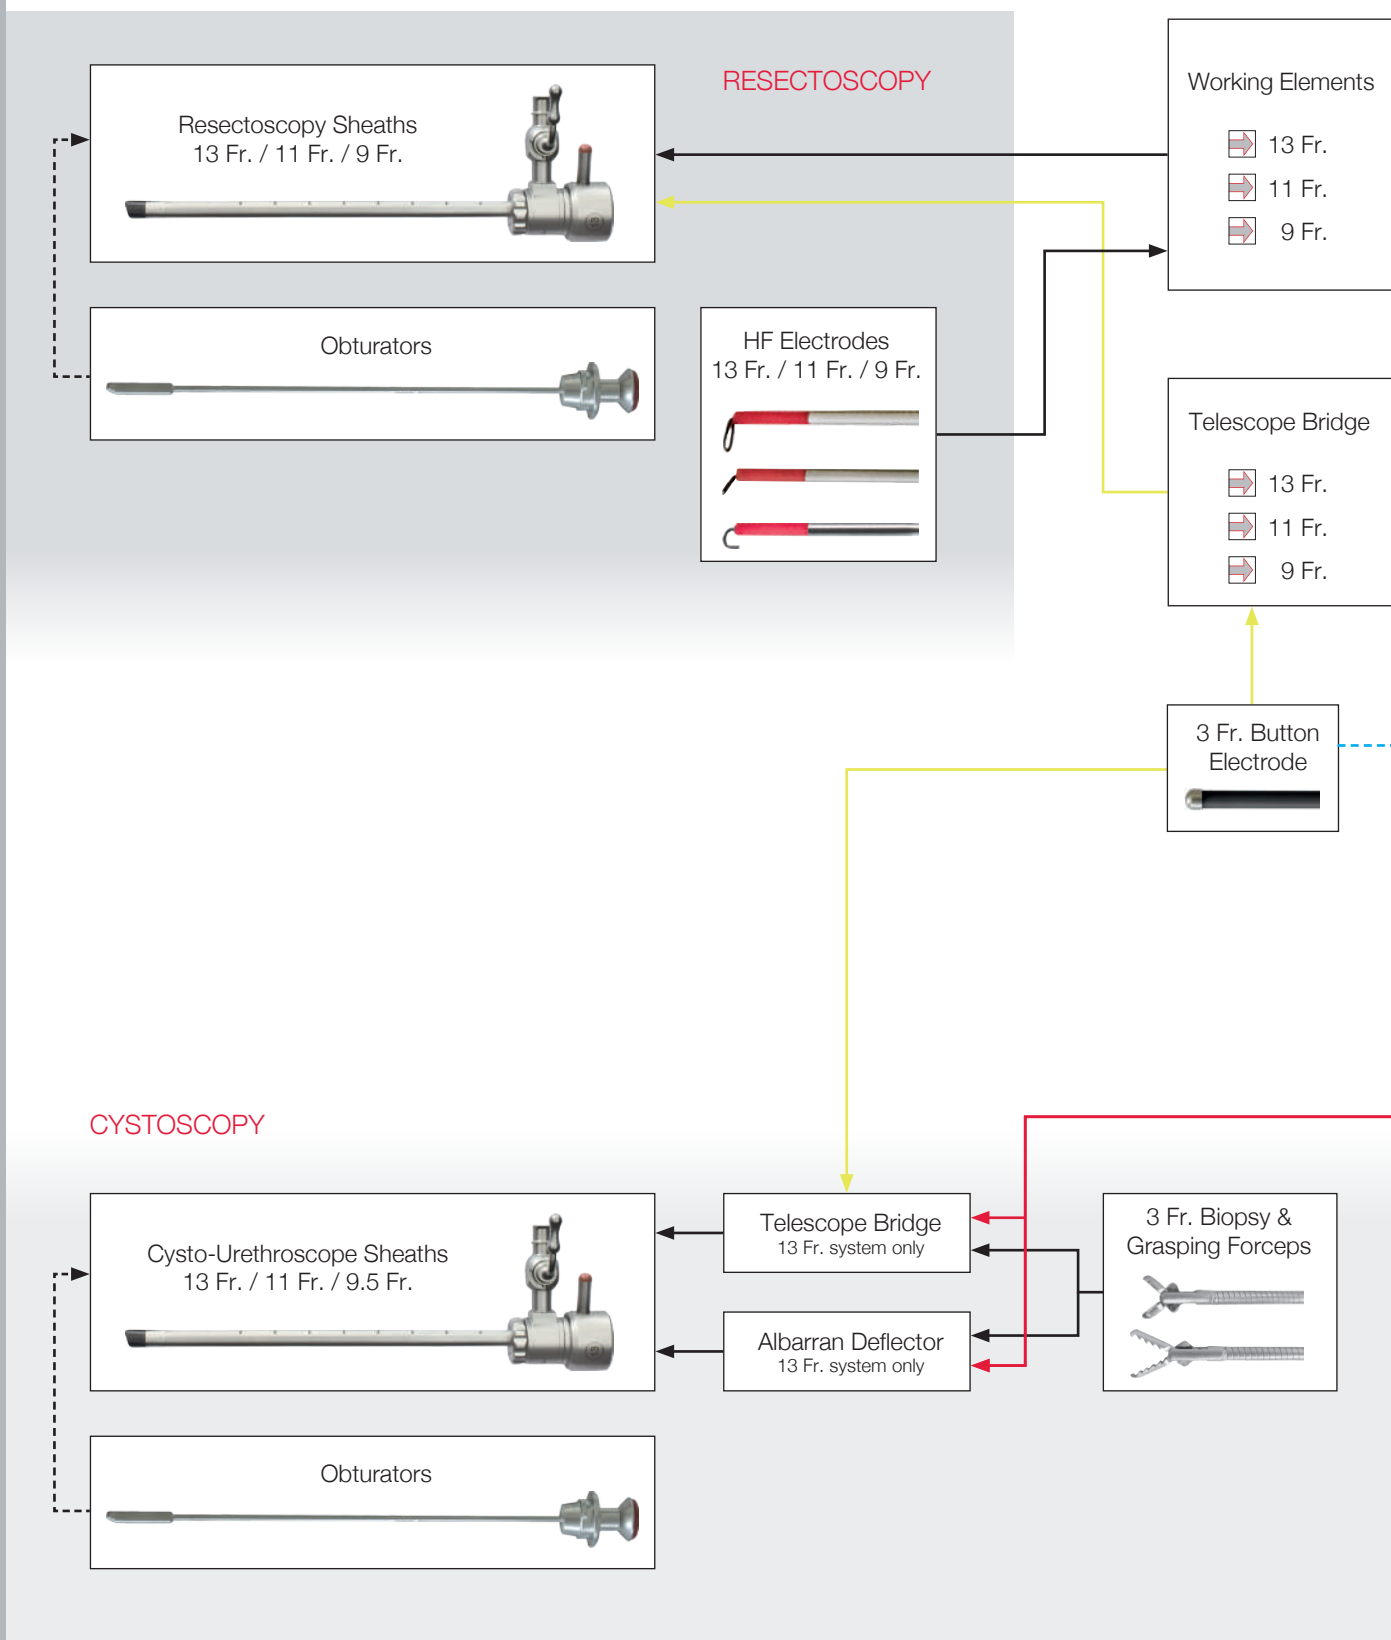 RESECTOSCOPY
Resectoscopy Sheaths
13 Fr. / 11 Fr. / 9 Fr.
Working Elements
13 Fr.
11 Fr.
9 Fr.
Obturators
HF Electrodes
13 Fr. / 11 Fr. / 9 Fr.
Telescope Bridge
13 Fr.
11 Fr.
9 Fr.
3 Fr. Button
Electrode
CYSTOSCOPY
Cysto-Urethroscope Sheaths
13 Fr. / 11 Fr. / 9.5 Fr.
Telescope Bridge
13 Fr. system only
3 Fr. Biopsy &
Grasping Forceps
Albarran Deflector
13 Fr. system only
Obturators